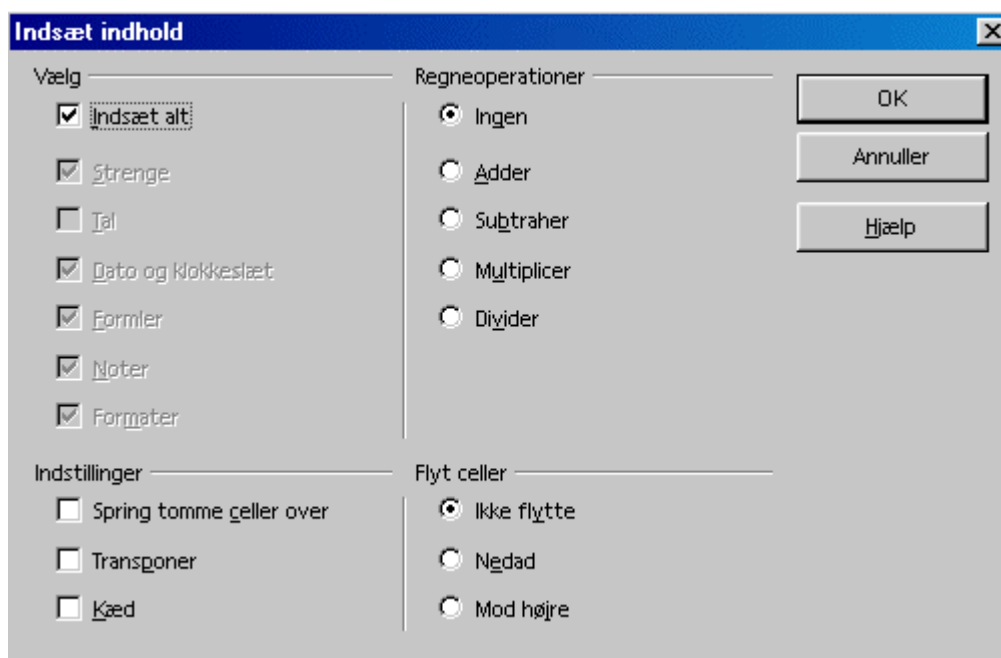 Indsæt indhold
Vælg
Indsæt alt
Strenge
Tal
Dato og klokkeslæt
Formler
Noter
Formater
Regneoperationer
Ingen
Adder
Subtraher
Multiplicer
Divider
OK
Annuller
Hjælp
Indstillinger
Spring tomme celler over
Transponer
Kæd
Flyt celler
Ikke flytte
Nedad
Mod højre